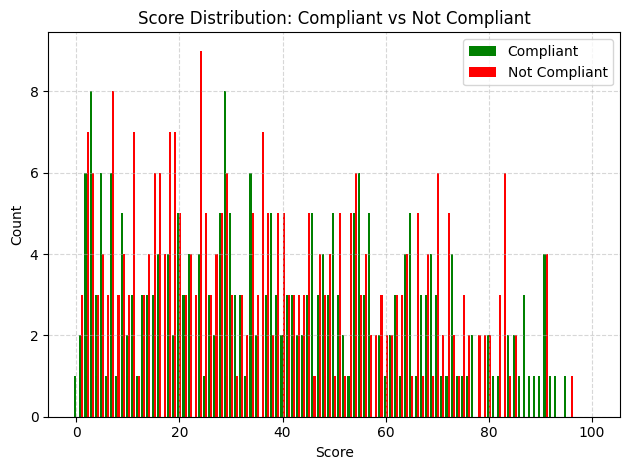 Score Distribution: Compliant vs Not Compliant
Compliant
Not Compliant
Count
8
6
4
2
0
0 20 40 60 80 100
Score